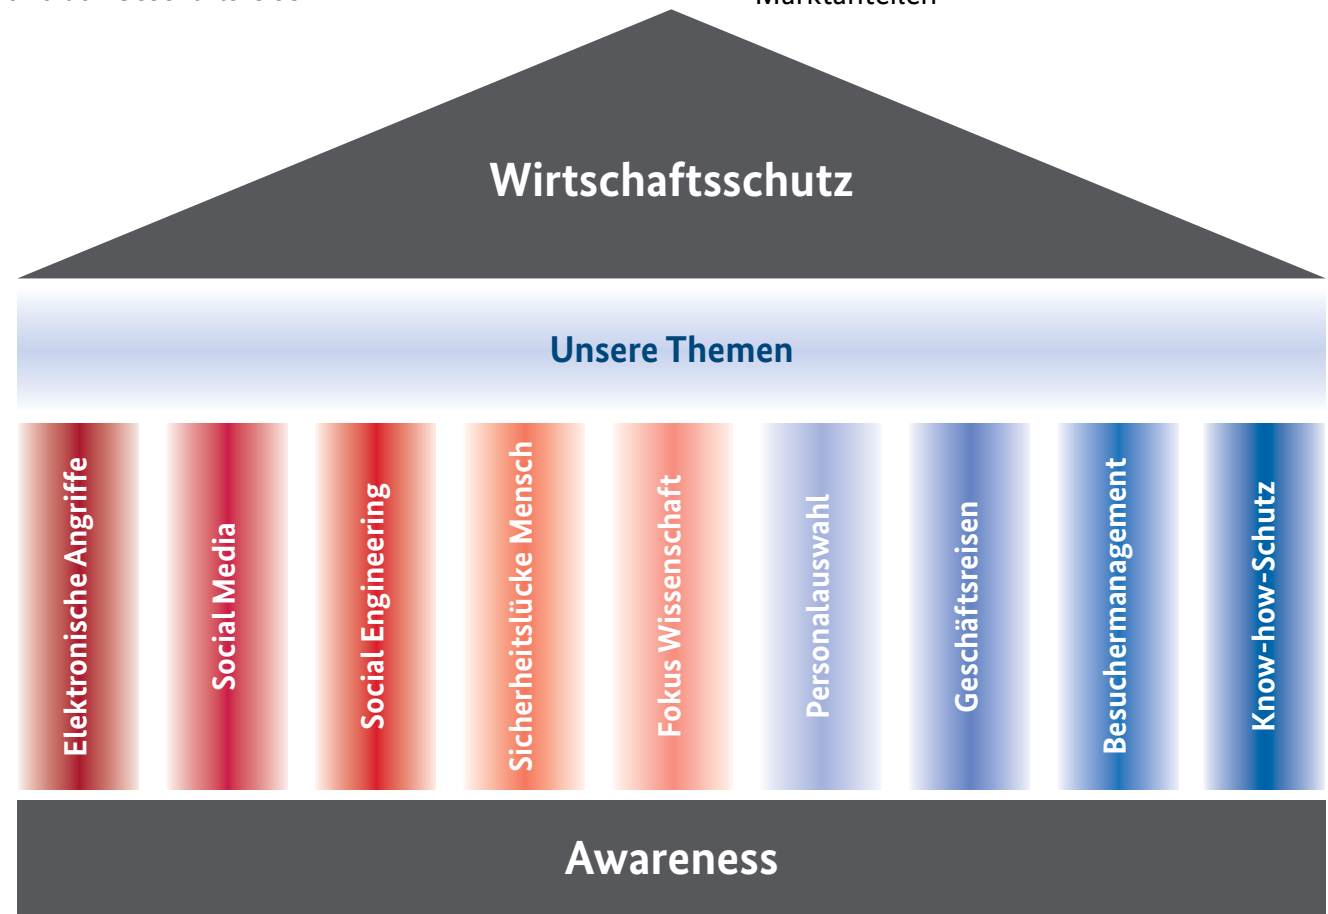 Marktanteilen
Wirtschaftsschutz
Unsere Themen
Elektronische Angriffe
Social Media
Social Engineering
Sicherheitslücke Mensch
Fokus Wissenschaft
Personalauswahl
Geschäftsreisen
Besuchermanagement
Know-how-Schutz
Awareness